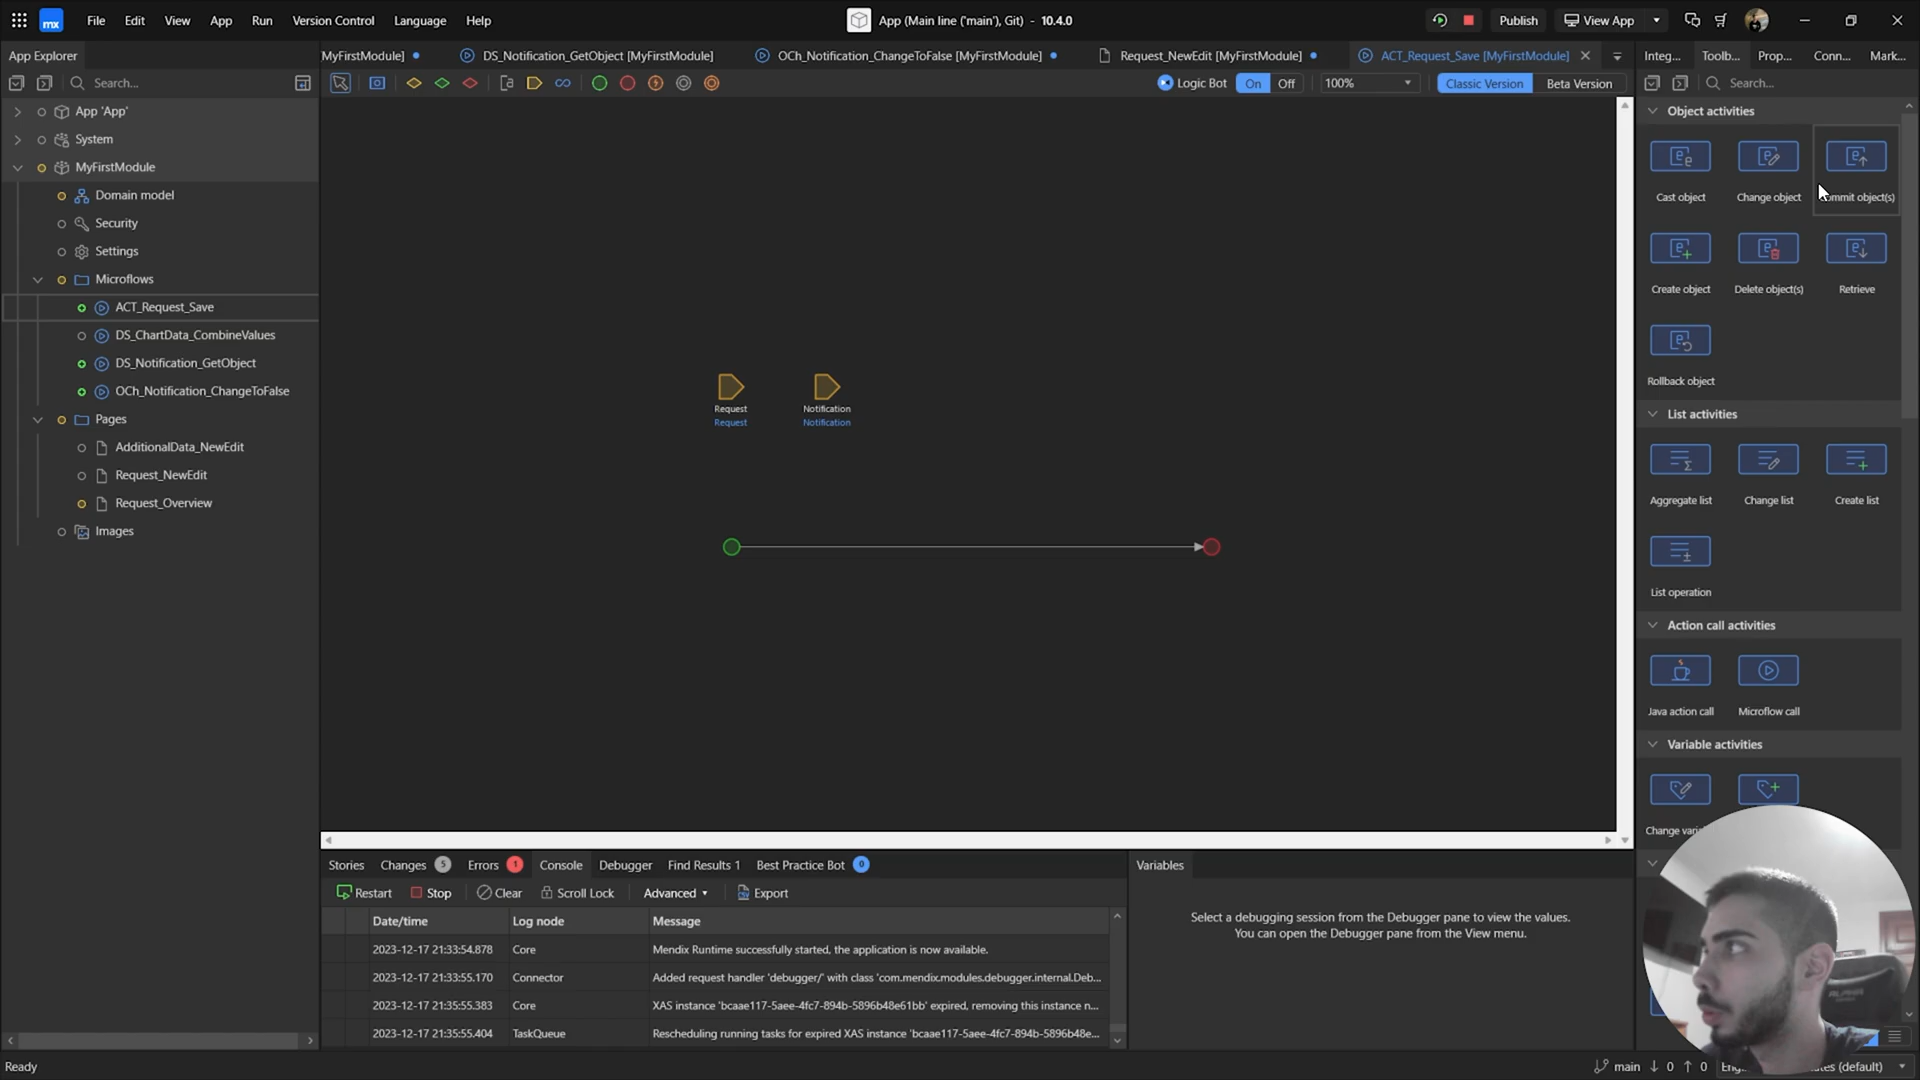 mx File Edit View App Run Version Control Language Help App (Main line ('main'), Git) - 10.4.0 Publish View App
App Explorer MyFirstModule] DS_Notification_GetObject [MyFirstModule] OCh_Notification_ChangeToFalse [MyFirstModule] Request_NewEdit [MyFirstModule] ACT_Request_Save [MyFirstModule] Integ... Toolb... Prop... Conn... Mark...
Search... Logic Bot On Off 100% Classic Version Beta Version Search...
App 'App'
System
MyFirstModule
Domain model
Security
Settings
Microflows
ACT_Request_Save
DS_ChartData_CombineValues
DS_Notification_GetObject
OCh_Notification_ChangeToFalse
Pages
AdditionalData_NewEdit
Request_NewEdit
Request_Overview
Images
Request Notification
Request Notification
Object activities
Cast object Change object ommit object(s)
Create object Delete object(s) Retrieve
Rollback object
List activities
Aggregate list Change list Create list
List operation
Action call activities
Java action call Microflow call
Variable activities
Change vari
Stories Changes 5 Errors 1 Console Debugger Find Results 1 Best Practice Bot 0 Variables
Restart Stop Clear Scroll Lock Advanced Export
Date/time Log node Message
2023-12-17 21:33:54.878 Core Mendix Runtime successfully started, the application is now available.
2023-12-17 21:33:55.170 Connector Added request handler 'debugger/' with class 'com.mendix.modules.debugger.internal.Deb...
2023-12-17 21:35:55.383 Core XAS instance 'bcaae117-5aee-4fc7-894b-5896b48e61bb' expired, removing this instance n...
2023-12-17 21:35:55.404 TaskQueue Rescheduling running tasks for expired XAS instance 'bcaae117-5aee-4fc7-894b-5896b48e...
Select a debugging session from the Debugger pane to view the values.
You can open the Debugger pane from the View menu.
Ready main 0 0 (default)